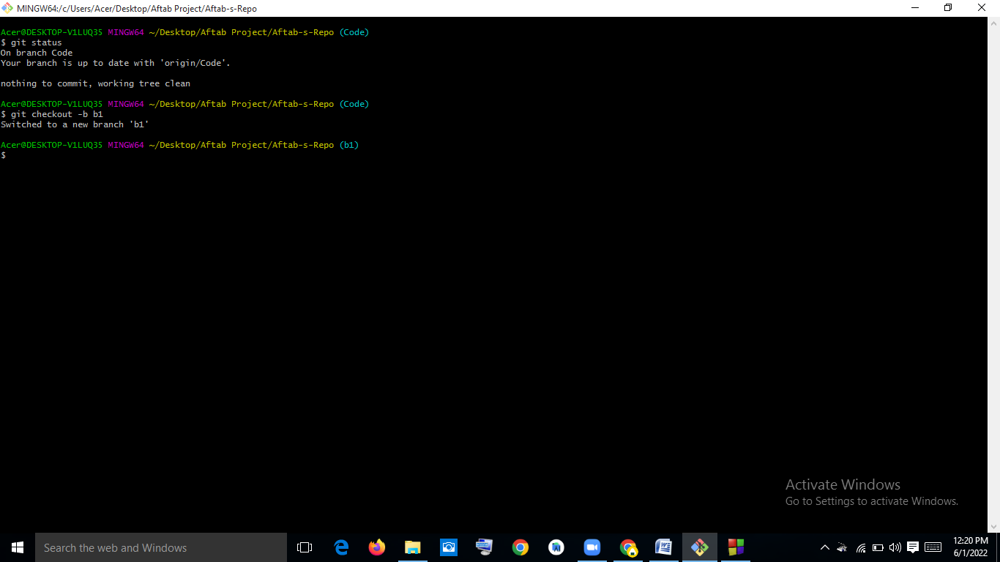 MINGW64:/c/Users/Acer/Desktop/Aftab Project/Aftab-s-Repo
Acer@DESKTOP-V1LUQ35 MINGW64 ~/Desktop/Aftab Project/Aftab-s-Repo (Code)
$ git status
On branch Code
Your branch is up to date with 'origin/Code'.
nothing to commit, working tree clean
Acer@DESKTOP-V1LUQ35 MINGW64 ~/Desktop/Aftab Project/Aftab-s-Repo (Code)
$ git checkout -b b1
Switched to a new branch 'b1'
Acer@DESKTOP-V1LUQ35 MINGW64 ~/Desktop/Aftab Project/Aftab-s-Repo (b1)
$
Activate Windows
Go to Settings to activate Windows.
Search the web and Windows
12:20 PM
6/1/2022